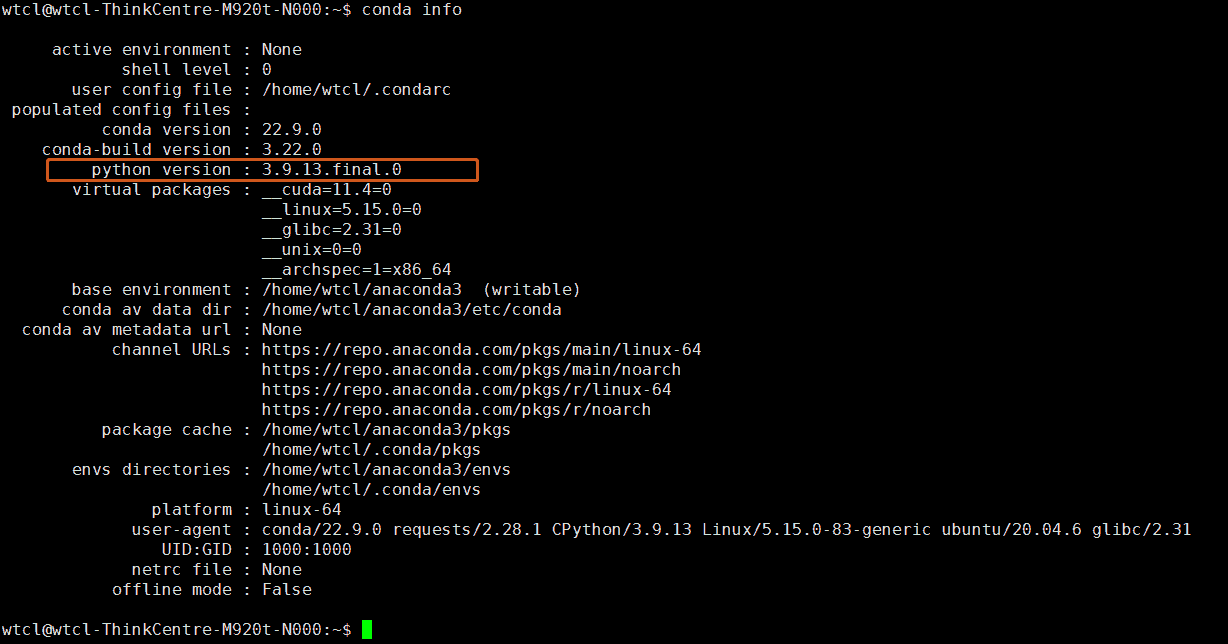 wtcl@wtcl-ThinkCentre-M920t-N000:~$ conda info
active environment : None
shell level : 0
user config file : /home/wtcl/.condarc
populated config files :
conda version : 22.9.0
conda-build version : 3.22.0
python version : 3.9.13.final.0
virtual packages : __cuda=11.4=0
__linux=5.15.0=0
__glibc=2.31=0
__unix=0=0
__archspec=1=x86_64
base environment : /home/wtcl/anaconda3  (writable)
conda av data dir : /home/wtcl/anaconda3/etc/conda
conda av metadata url : None
channel URLs : https://repo.anaconda.com/pkgs/main/linux-64
https://repo.anaconda.com/pkgs/main/noarch
https://repo.anaconda.com/pkgs/r/linux-64
https://repo.anaconda.com/pkgs/r/noarch
package cache : /home/wtcl/anaconda3/pkgs
/home/wtcl/.conda/pkgs
envs directories : /home/wtcl/anaconda3/envs
/home/wtcl/.conda/envs
platform : linux-64
user-agent : conda/22.9.0 requests/2.28.1 CPython/3.9.13 Linux/5.15.0-83-generic ubuntu/20.04.6 glibc/2.31
UID:GID : 1000:1000
netrc file : None
offline mode : False
wtcl@wtcl-ThinkCentre-M920t-N000:~$